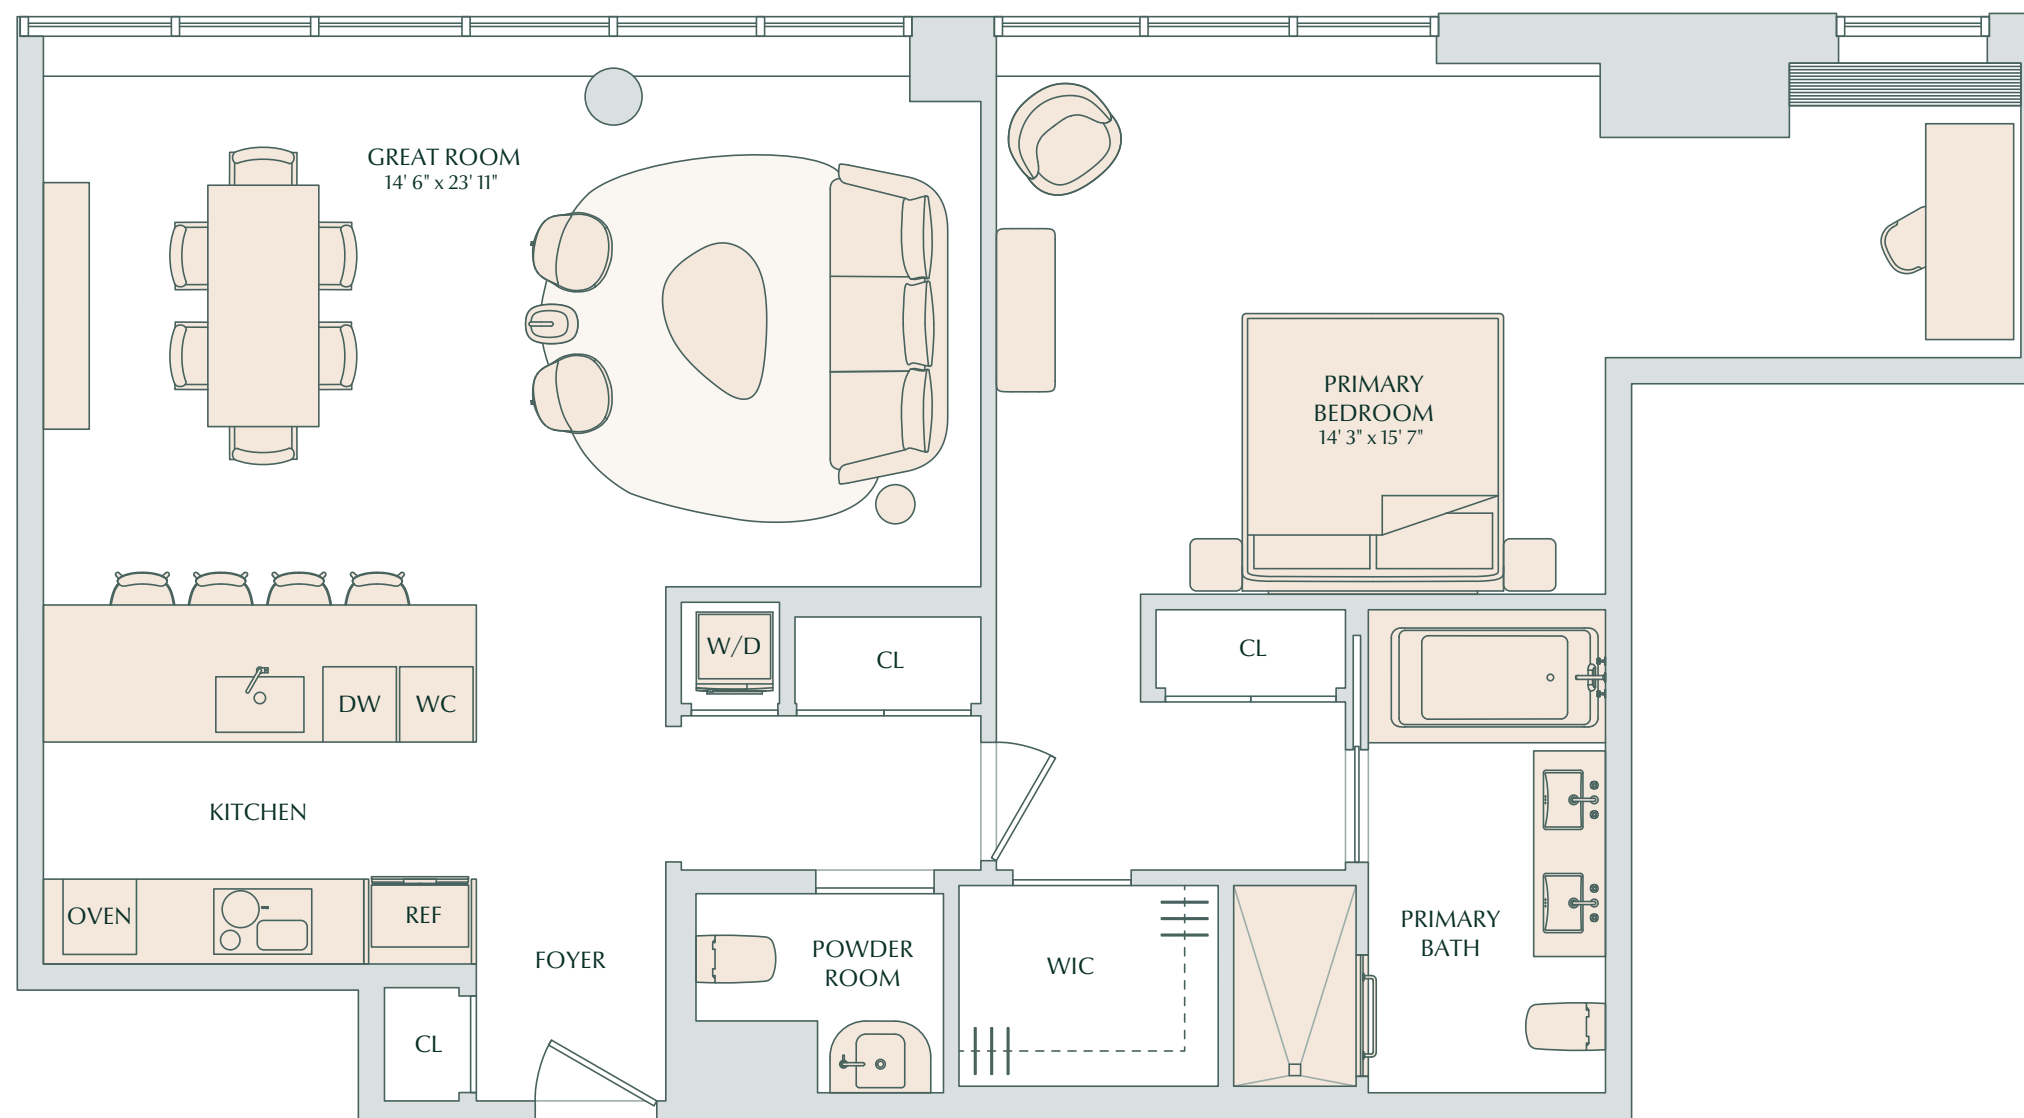 GREAT ROOM
14' 6" x 23' 11"
PRIMARY
BEDROOM
14' 3" x 15' 7"
W/D
CL
CL
DW
WC
KITCHEN
OVEN
REF
FOYER
POWDER
ROOM
WIC
PRIMARY
BATH
CL